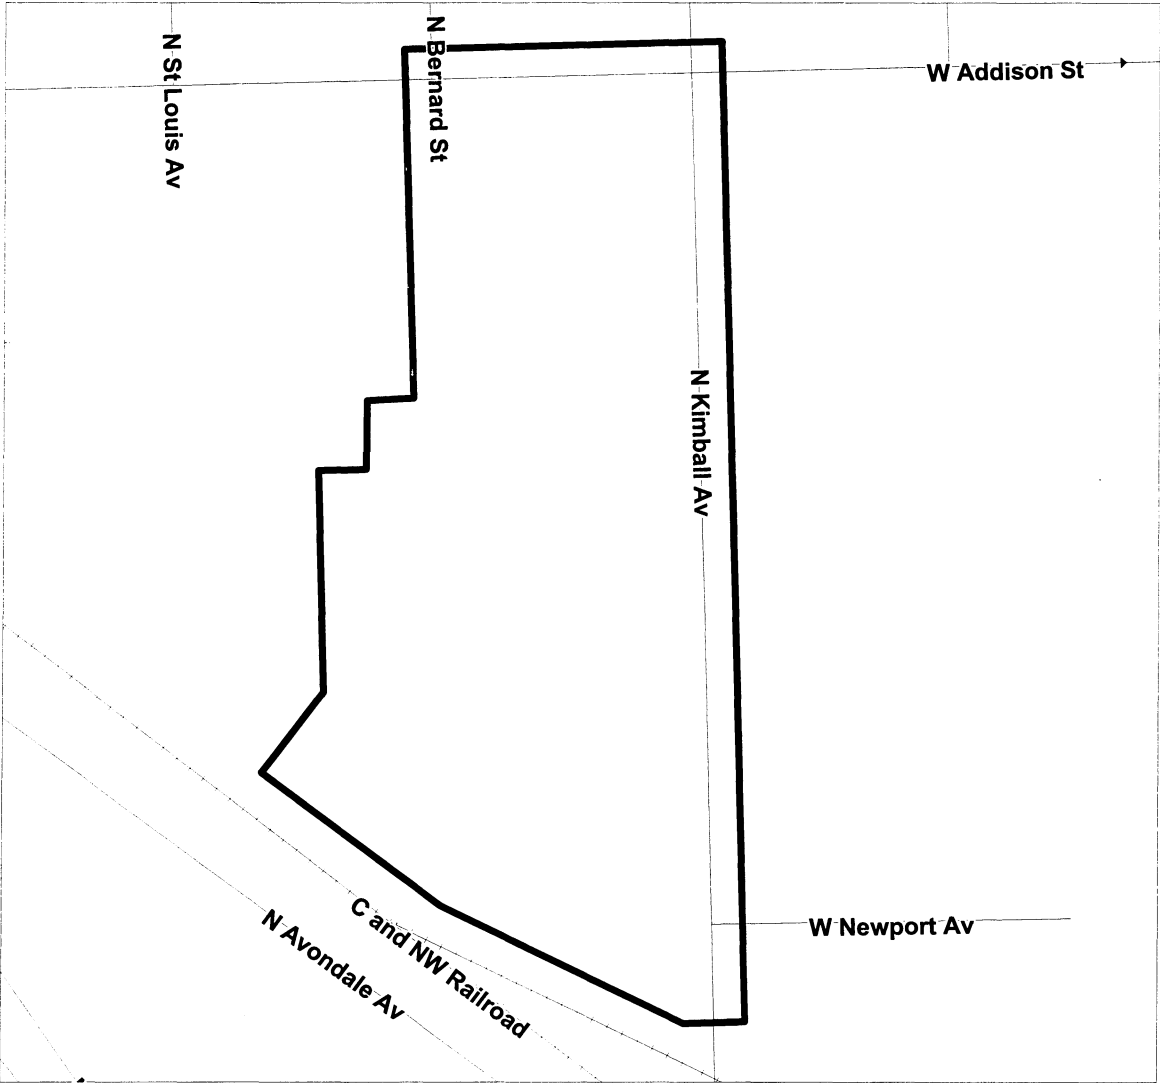 N St Louis Av
N Bernard St
W Addison St
N Kimball Av
C and NW Railroad
N Avondale Av
W Newport Av